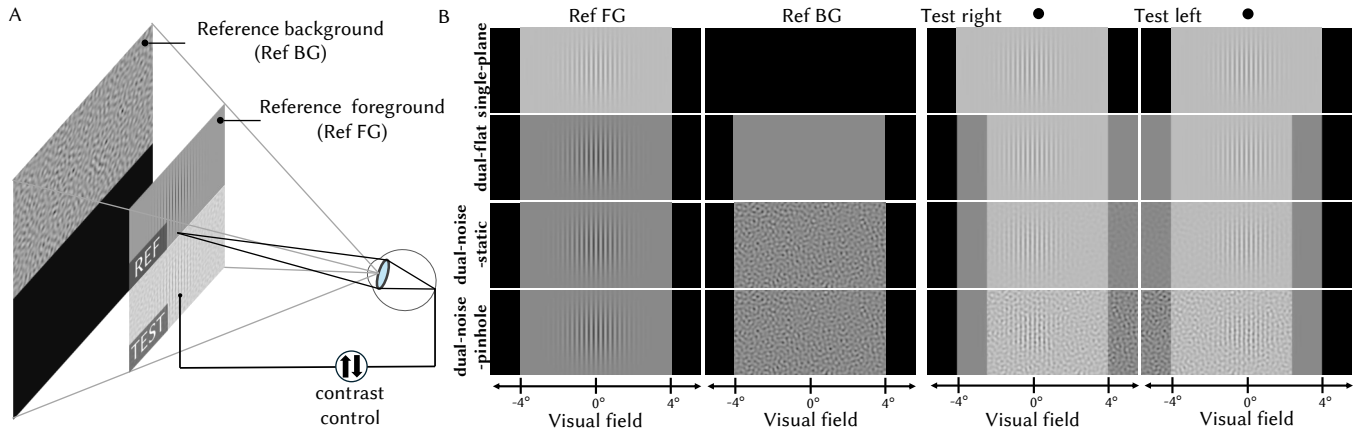 A
Reference background
(Ref BG)
Reference foreground
(Ref FG)
REF
TEST
contrast
control
B
Ref FG
Ref BG
Test right
Test left
single-plane
dual-flat
dual-noise
-static
dual-noise
-pinhole
-4° 0° 4°
Visual field
-4° 0° 4°
Visual field
-4° 0° 4°
Visual field
-4° 0° 4°
Visual field